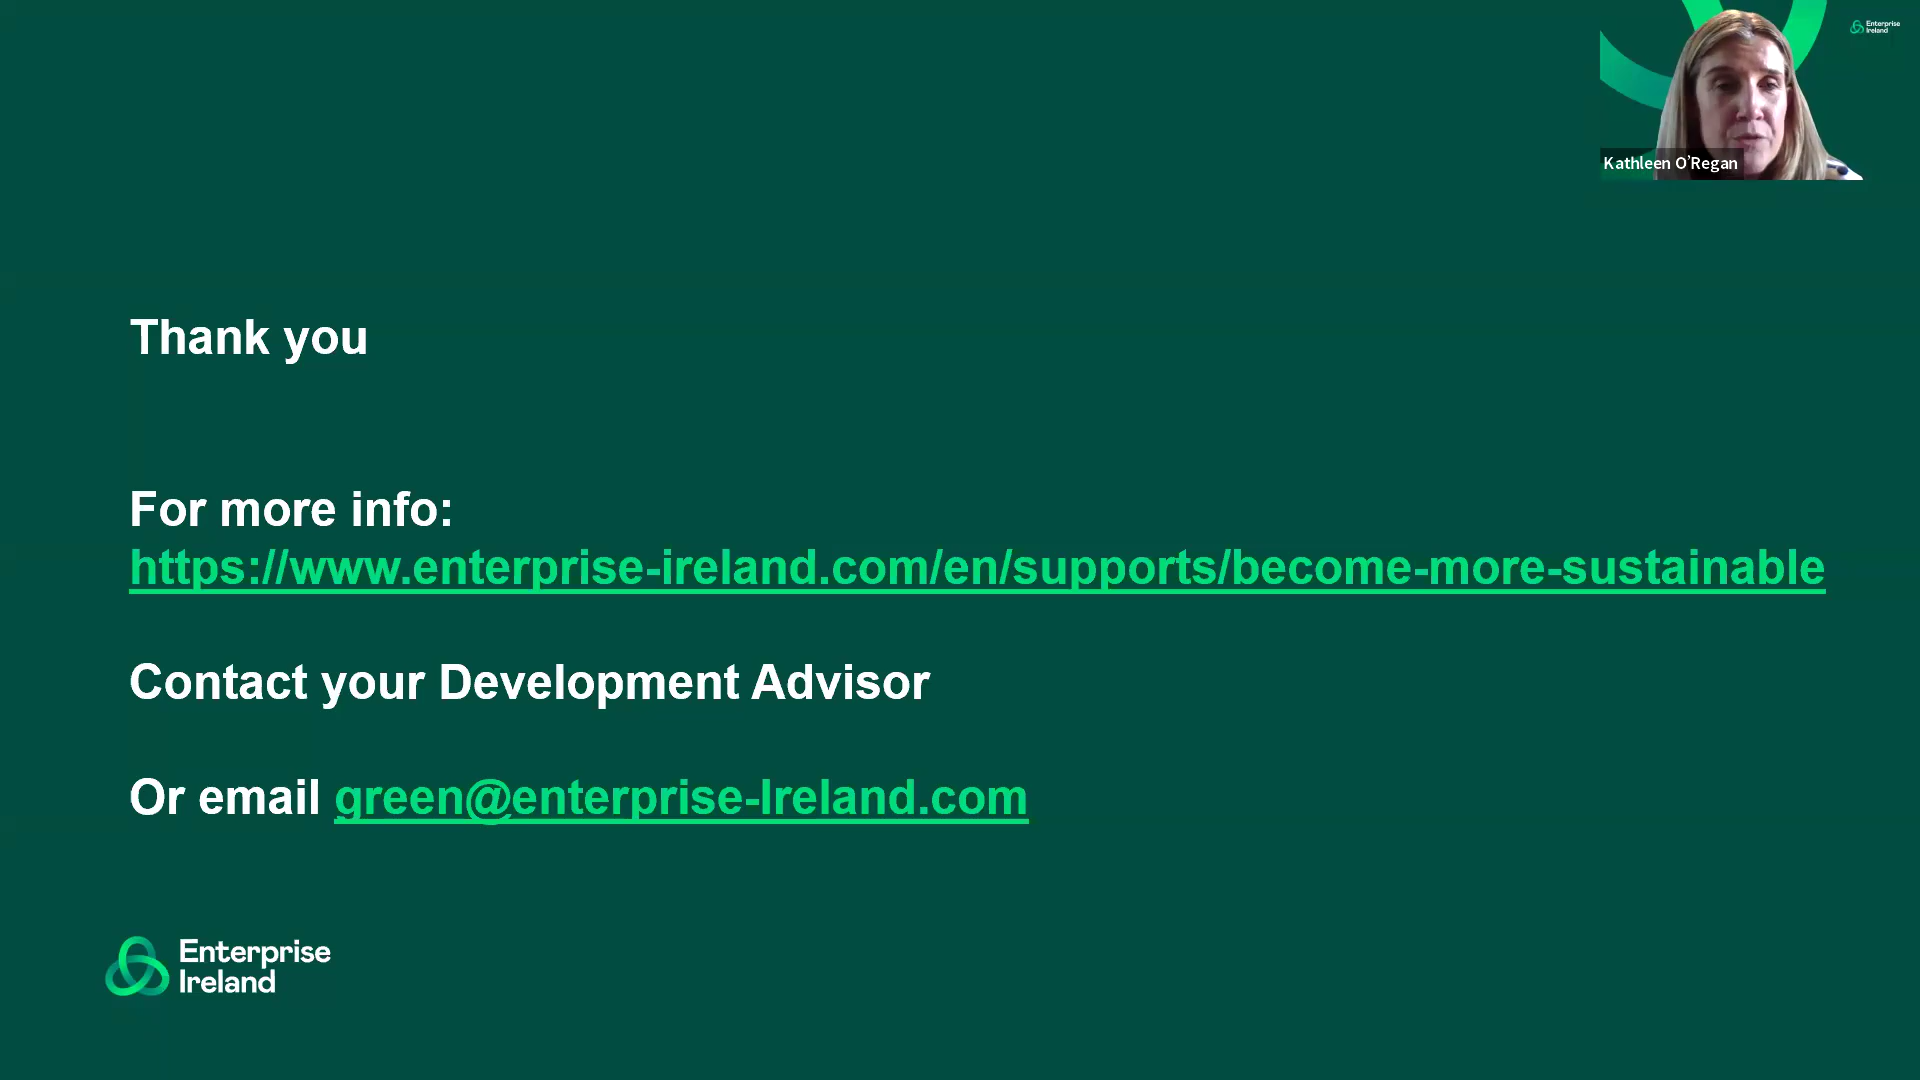 Enterprise
Ireland
Kathleen O'Regan
Thank you
For more info:
https://www.enterprise-ireland.com/en/supports/become-more-sustainable
Contact your Development Advisor
Or email green@enterprise-Ireland.com
Enterprise
Ireland